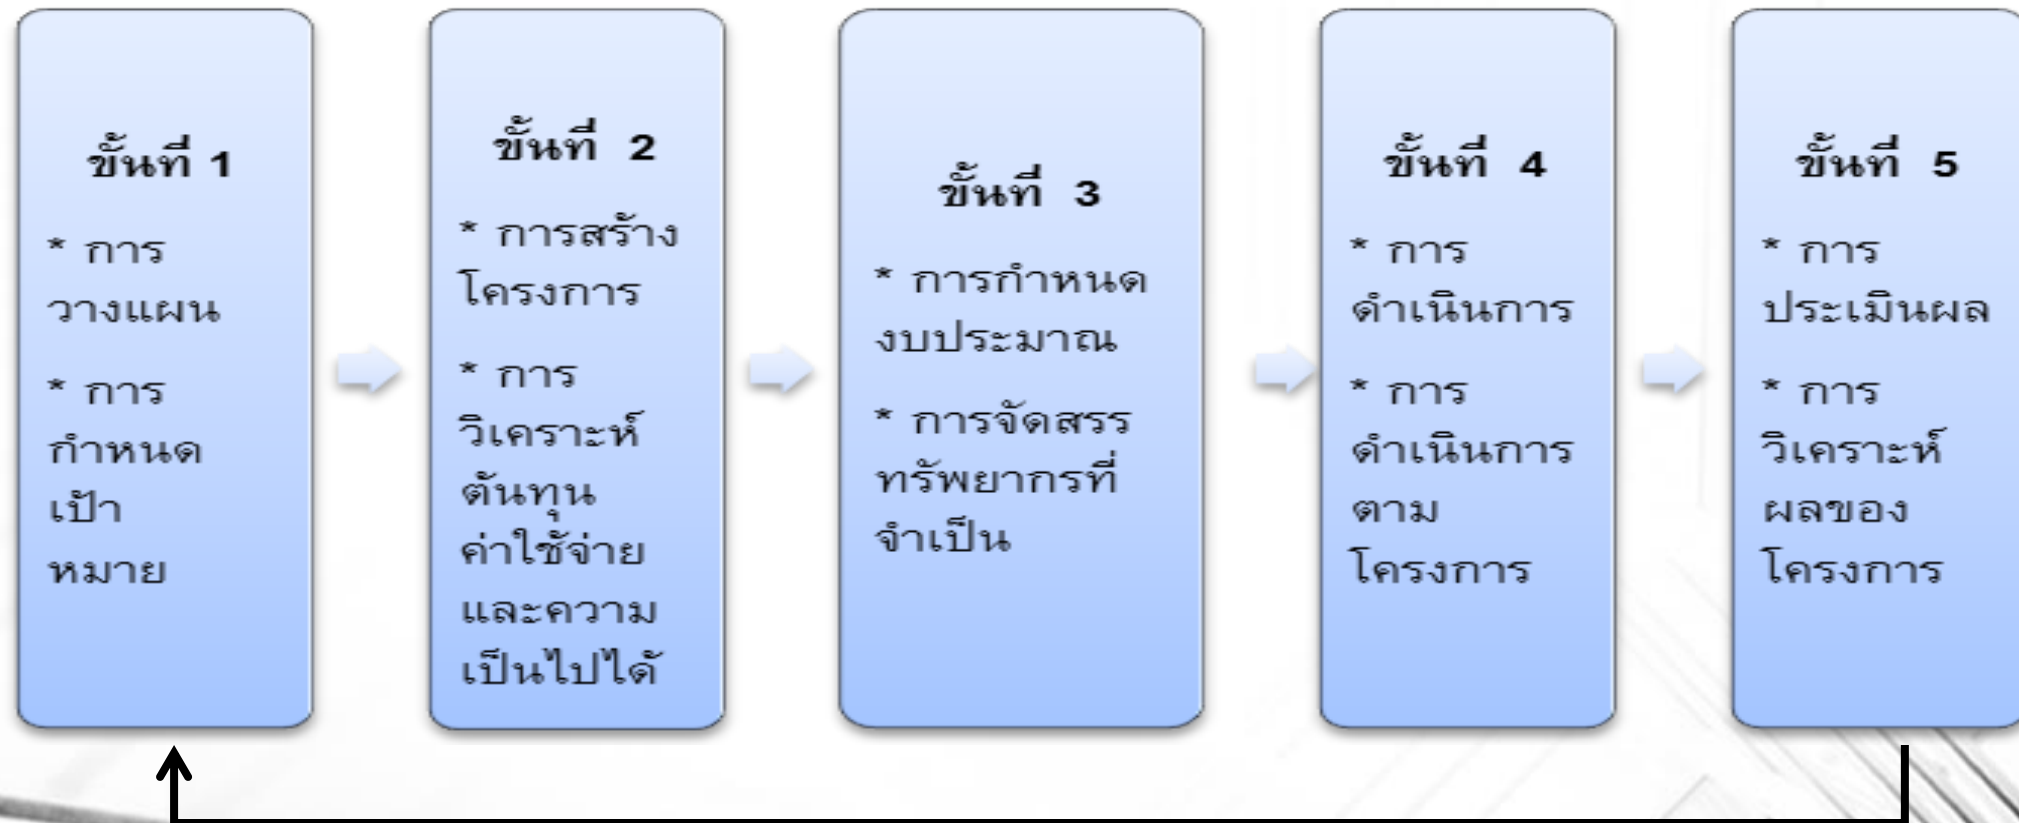 ขั้นที่ 1
* การ
วางแผน
* การ
กำหนด
เป้า
หมาย
ขั้นที่ 2
* การสร้าง
โครงการ
* การ
วิเคราะห์
ต้นทุน
ค่าใช้จ่าย
และความ
เป็นไปได้
ขั้นที่ 3
* การกำหนด
งบประมาณ
* การจัดสรร
ทรัพยากรที่
จำเป็น
ขั้นที่ 4
* การ
ดำเนินการ
* การ
ดำเนินการ
ตาม
โครงการ
ขั้นที่ 5
* การ
ประเมินผล
* การ
วิเคราะห์
ผลของ
โครงการ